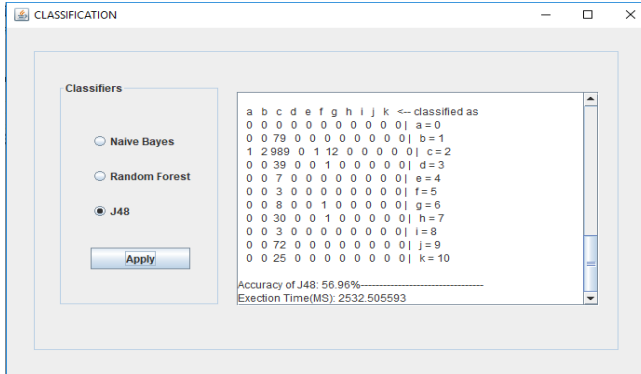 CLASSIFICATION
Classifiers
Naive Bayes
Random Forest
J48
Apply
a b c d e f g h i j k <-- classified as
0 0 0 0 0 0 0 0 0 0 0 | a = 0
0 0 79 0 0 0 0 0 0 0 0 | b = 1
1 2 989 0 1 12 0 0 0 0 0 | c = 2
0 0 39 0 0 1 0 0 0 0 0 | d = 3
0 0 7 0 0 0 0 0 0 0 0 | e = 4
0 0 3 0 0 0 0 0 0 0 0 | f = 5
0 0 8 0 0 1 0 0 0 0 0 | g = 6
0 0 30 0 0 1 0 0 0 0 0 | h = 7
0 0 3 0 0 0 0 0 0 0 0 | i = 8
0 0 72 0 0 0 0 0 0 0 0 | j = 9
0 0 25 0 0 0 0 0 0 0 0 | k = 10
Accuracy of J48: 56.96%---------------------------------
Exection Time(MS): 2532.505593